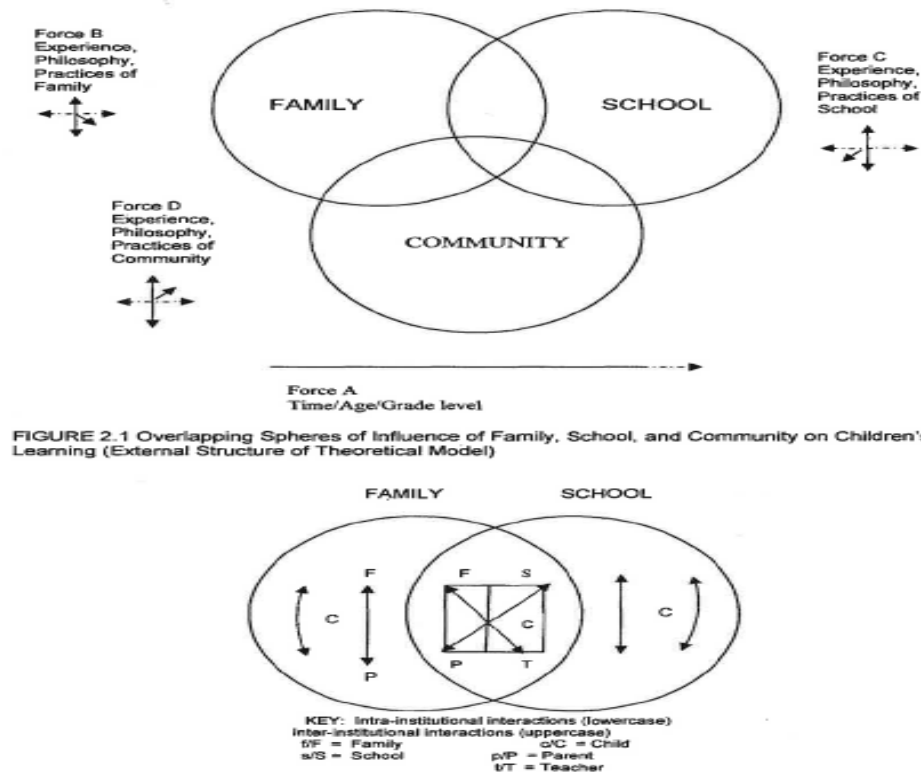 Force B
Experience,
Philosophy,
Practices of
Family
FAMILY
SCHOOL
Force C
Experience,
Philosophy,
Practices of
School
Force D
Experience,
Philosophy,
Practices of
Community
COMMUNITY
Force A
Time/Age/Grade level
FIGURE 2.1 Overlapping Spheres of Influence of Family, School, and Community on Children's
Learning (External Structure of Theoretical Model)
FAMILY SCHOOL
F F S
C C C
P P T
KEY: Intra-institutional interactions (lowercase)
Inter-institutional interactions (uppercase)
f/F = Family c/C = Child
s/S = School p/P = Parent
t/T = Teacher